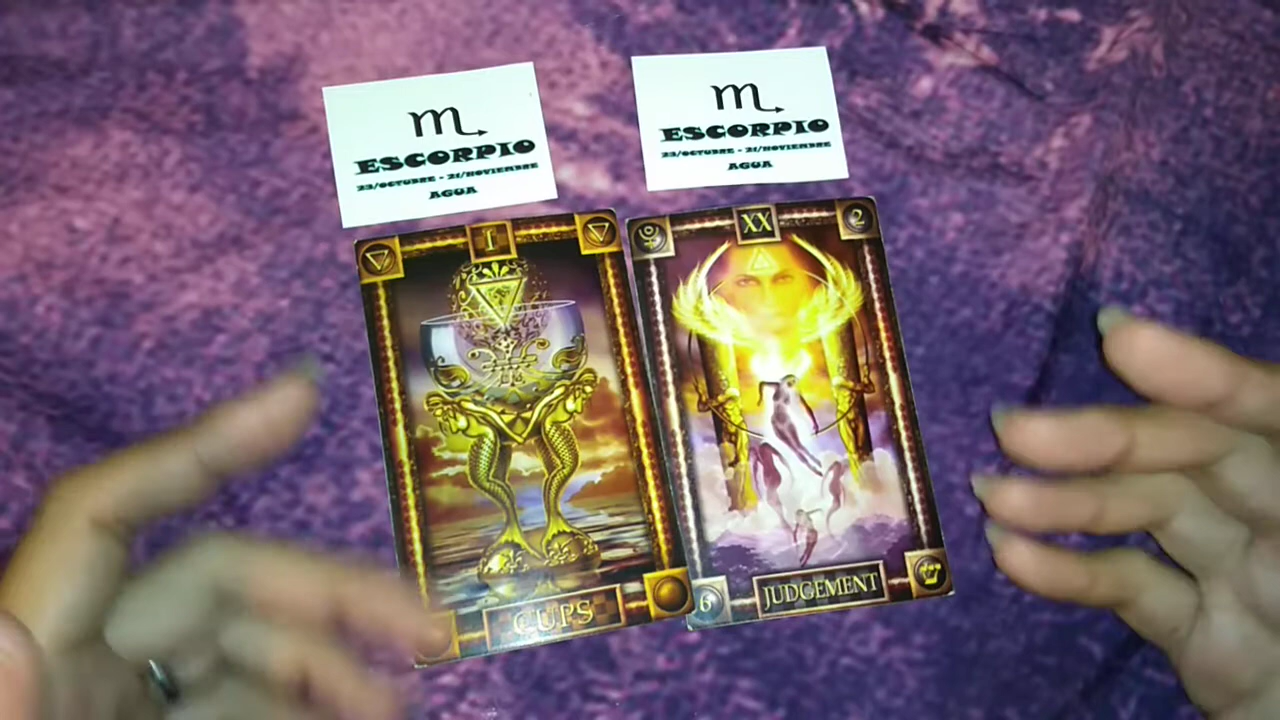 ESCORPIO
23/OCTUBRE - 21/NOVIEMBRE
AGUA
ESCORPIO
23/OCTUBRE - 21/NOVIEMBRE
AGUA
I
CUPS
XX
2
6
JUDGEMENT